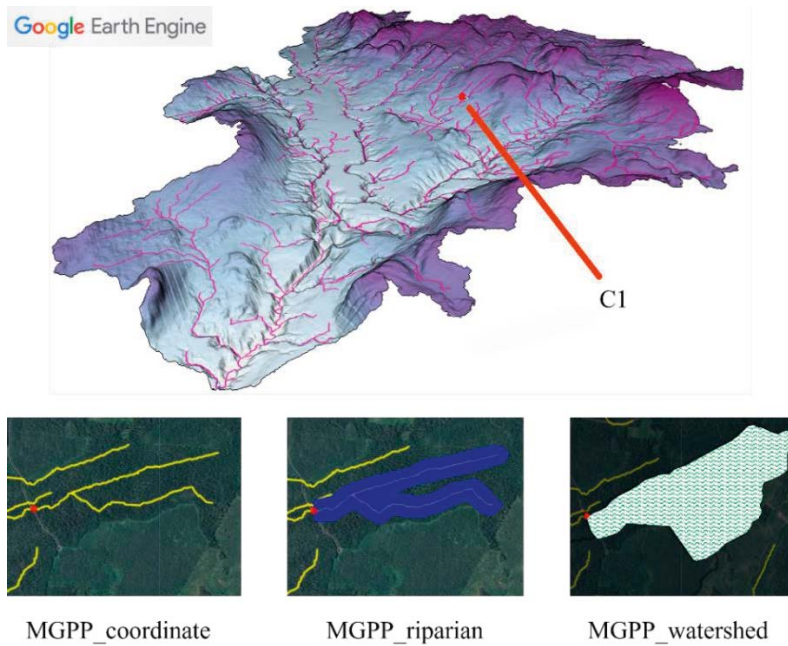 Google Earth Engine
C1
MGPP_coordinate
MGPP_riparian
MGPP_watershed